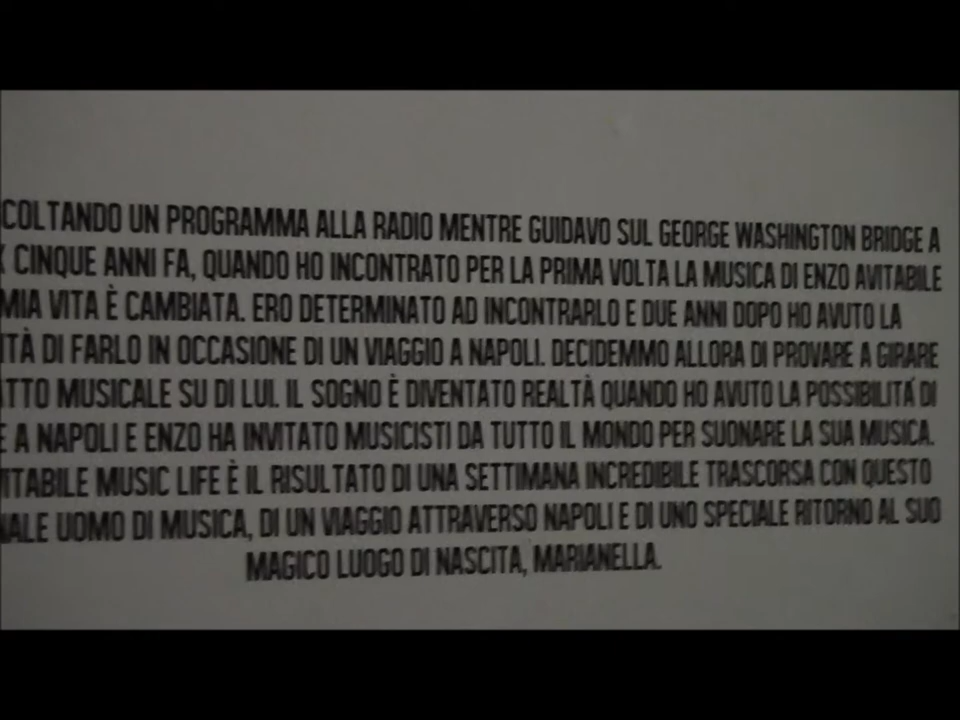 COLTANDO UN PROGRAMMA ALLA RADIO MENTRE GUIDAVO SUL GEORGE WASHINGTON BRIDGE A
CINQUE ANNI FA, QUANDO HO INCONTRATO PER LA PRIMA VOLTA LA MUSICA DI ENZO AVITABILE
MIA VITA È CAMBIATA. ERO DETERMINATO AD INCONTRARLO E DUE ANNI DOPO HO AVUTO LA
ITÀ DI FARLO IN OCCASIONE DI UN VIAGGIO A NAPOLI. DECIDEMMO ALLORA DI PROVARE A GIRARE
TTO MUSICALE SU DI LUI. IL SOGNO È DIVENTATO REALTÀ QUANDO HO AVUTO LA POSSIBILITÁ DI
E A NAPOLI E ENZO HA INVITATO MUSICISTI DA TUTTO IL MONDO PER SUONARE LA SUA MUSICA.
VITABILE MUSIC LIFE È IL RISULTATO DI UNA SETTIMANA INCREDIBILE TRASCORSA CON QUESTO
NALE UOMO DI MUSICA, DI UN VIAGGIO ATTRAVERSO NAPOLI E DI UNO SPECIALE RITORNO AL SUO
MAGICO LUOGO DI NASCITA, MARIANELLA.